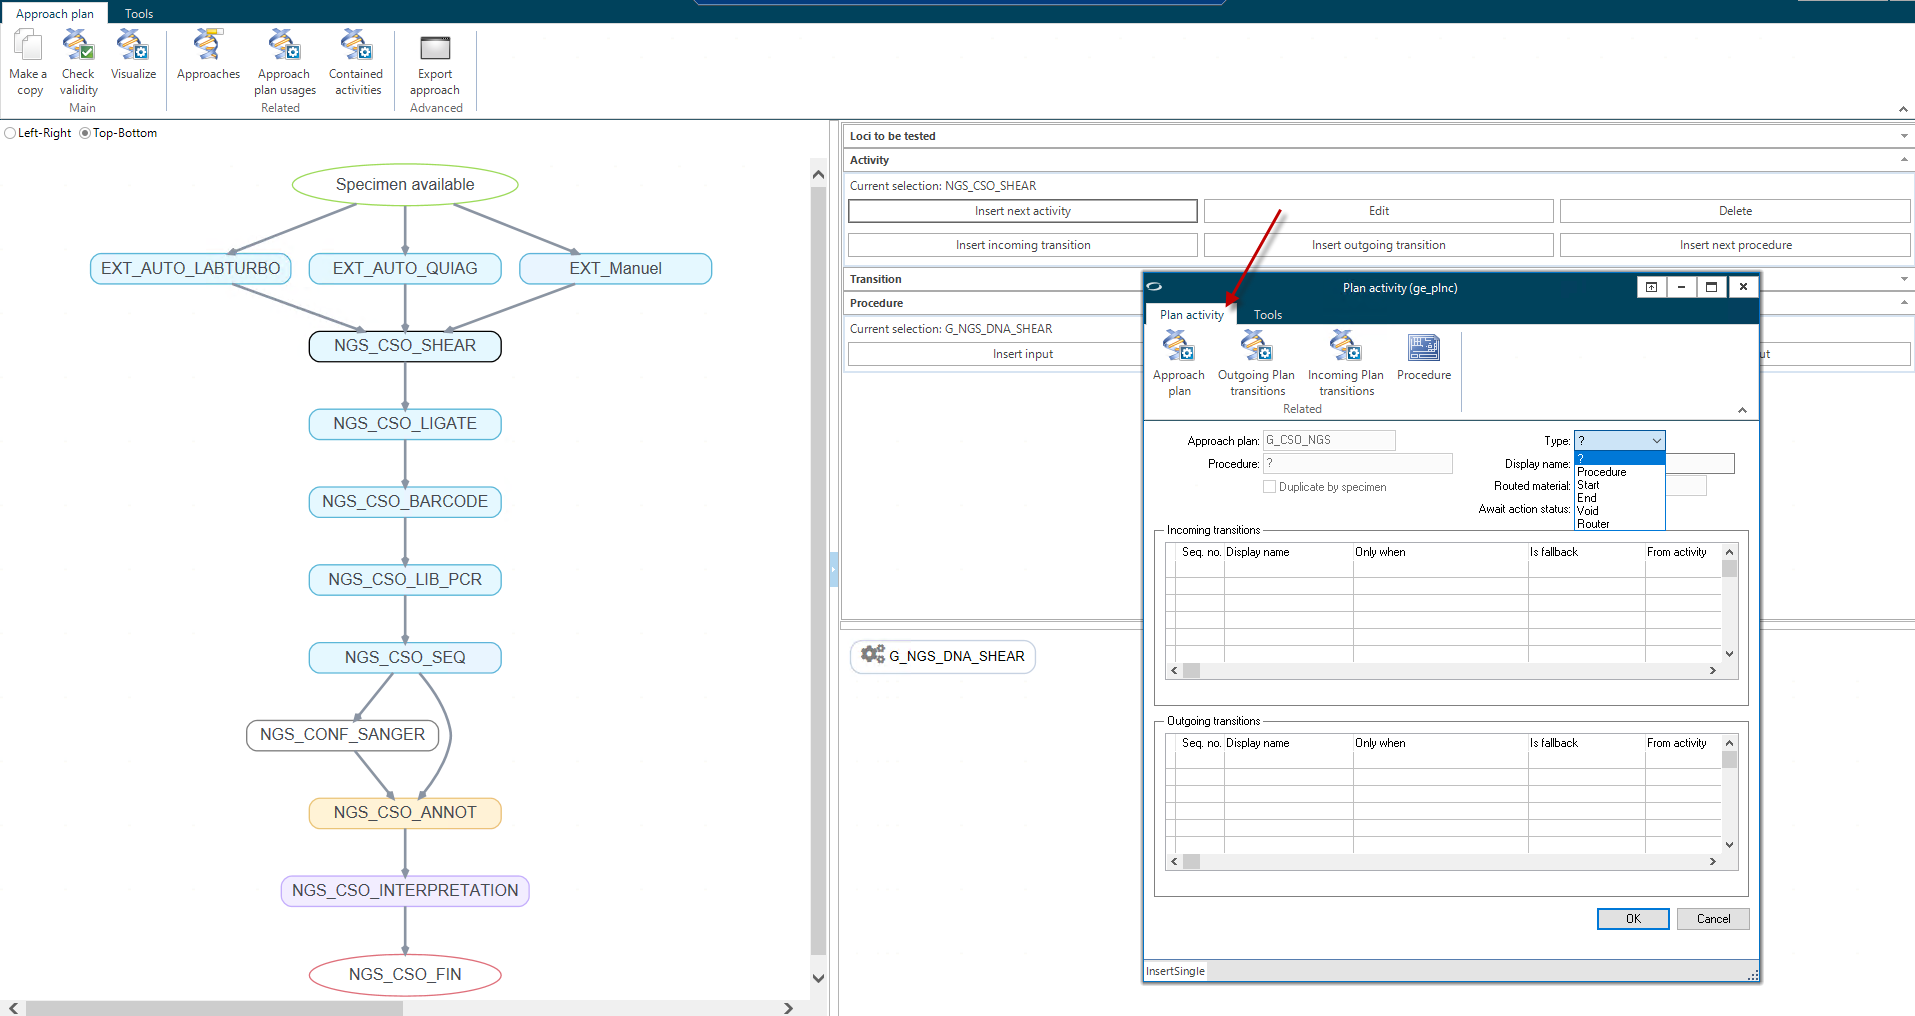 Approach plan
Tools
Make a copy
Check validity
Visualize
Main
Approaches
Approach plan usages
Contained activities
Related
Export approach
Advanced
Left-Right
Top-Bottom
Specimen available
EXT_AUTO_LABTURBO
EXT_AUTO_QUIAG
EXT_Manuel
NGS_CSO_SHEAR
NGS_CSO_LIGATE
NGS_CSO_BARCODE
NGS_CSO_LIB_PCR
NGS_CSO_SEQ
NGS_CONF_SANGER
NGS_CSO_ANNOT
NGS_CSO_INTERPRETATION
NGS_CSO_FIN
Loci to be tested
Activity
Current selection: NGS_CSO_SHEAR
Insert next activity
Edit
Delete
Insert incoming transition
Insert outgoing transition
Insert next procedure
Transition
Procedure
Current selection: G_NGS_DNA_SHEAR
Insert input
ut
G_NGS_DNA_SHEAR
Plan activity (ge_plnc)
Plan activity
Tools
Approach plan
Outgoing Plan transitions
Incoming Plan transitions
Procedure
Related
Approach plan: G_CSO_NGS
Type: ?
Procedure: ?
Display name:
Duplicate by specimen
Routed material:
Await action status:
?
Procedure
Start
End
Void
Router
Incoming transitions
Seq. no. Display name Only when Is fallback From activity
Outgoing transitions
Seq. no. Display name Only when Is fallback From activity
OK
Cancel
InsertSingle